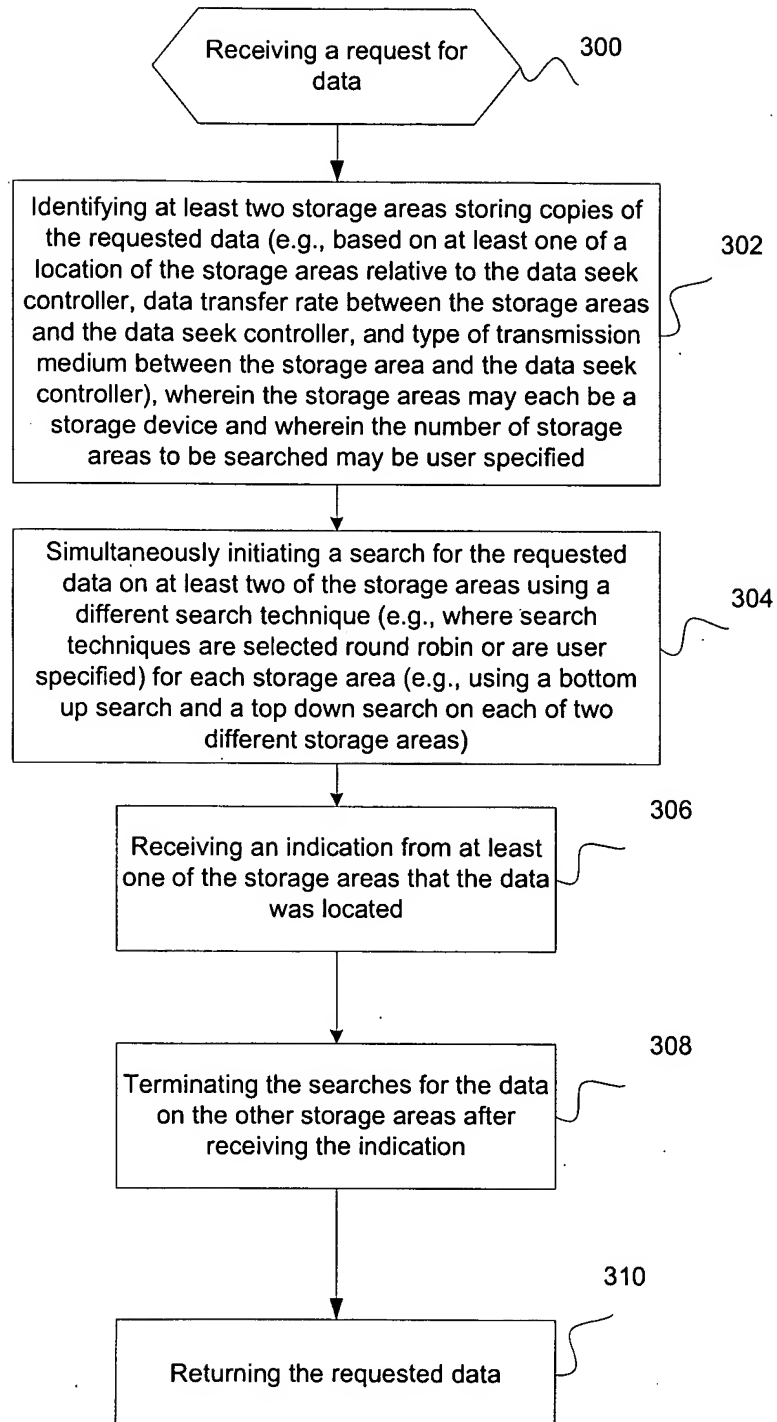 Receiving a request for
data
300
Identifying at least two storage areas storing copies of
the requested data (e.g., based on at least one of a
location of the storage areas relative to the data seek
controller, data transfer rate between the storage areas
and the data seek controller, and type of transmission
medium between the storage area and the data seek
controller), wherein the storage areas may each be a
storage device and wherein the number of storage
areas to be searched may be user specified
302
Simultaneously initiating a search for the requested
data on at least two of the storage areas using a
different search technique (e.g., where search
techniques are selected round robin or are user
specified) for each storage area (e.g., using a bottom
up search and a top down search on each of two
different storage areas)
304
Receiving an indication from at least
one of the storage areas that the data
was located
306
Terminating the searches for the data
on the other storage areas after
receiving the indication
308
Returning the requested data
310